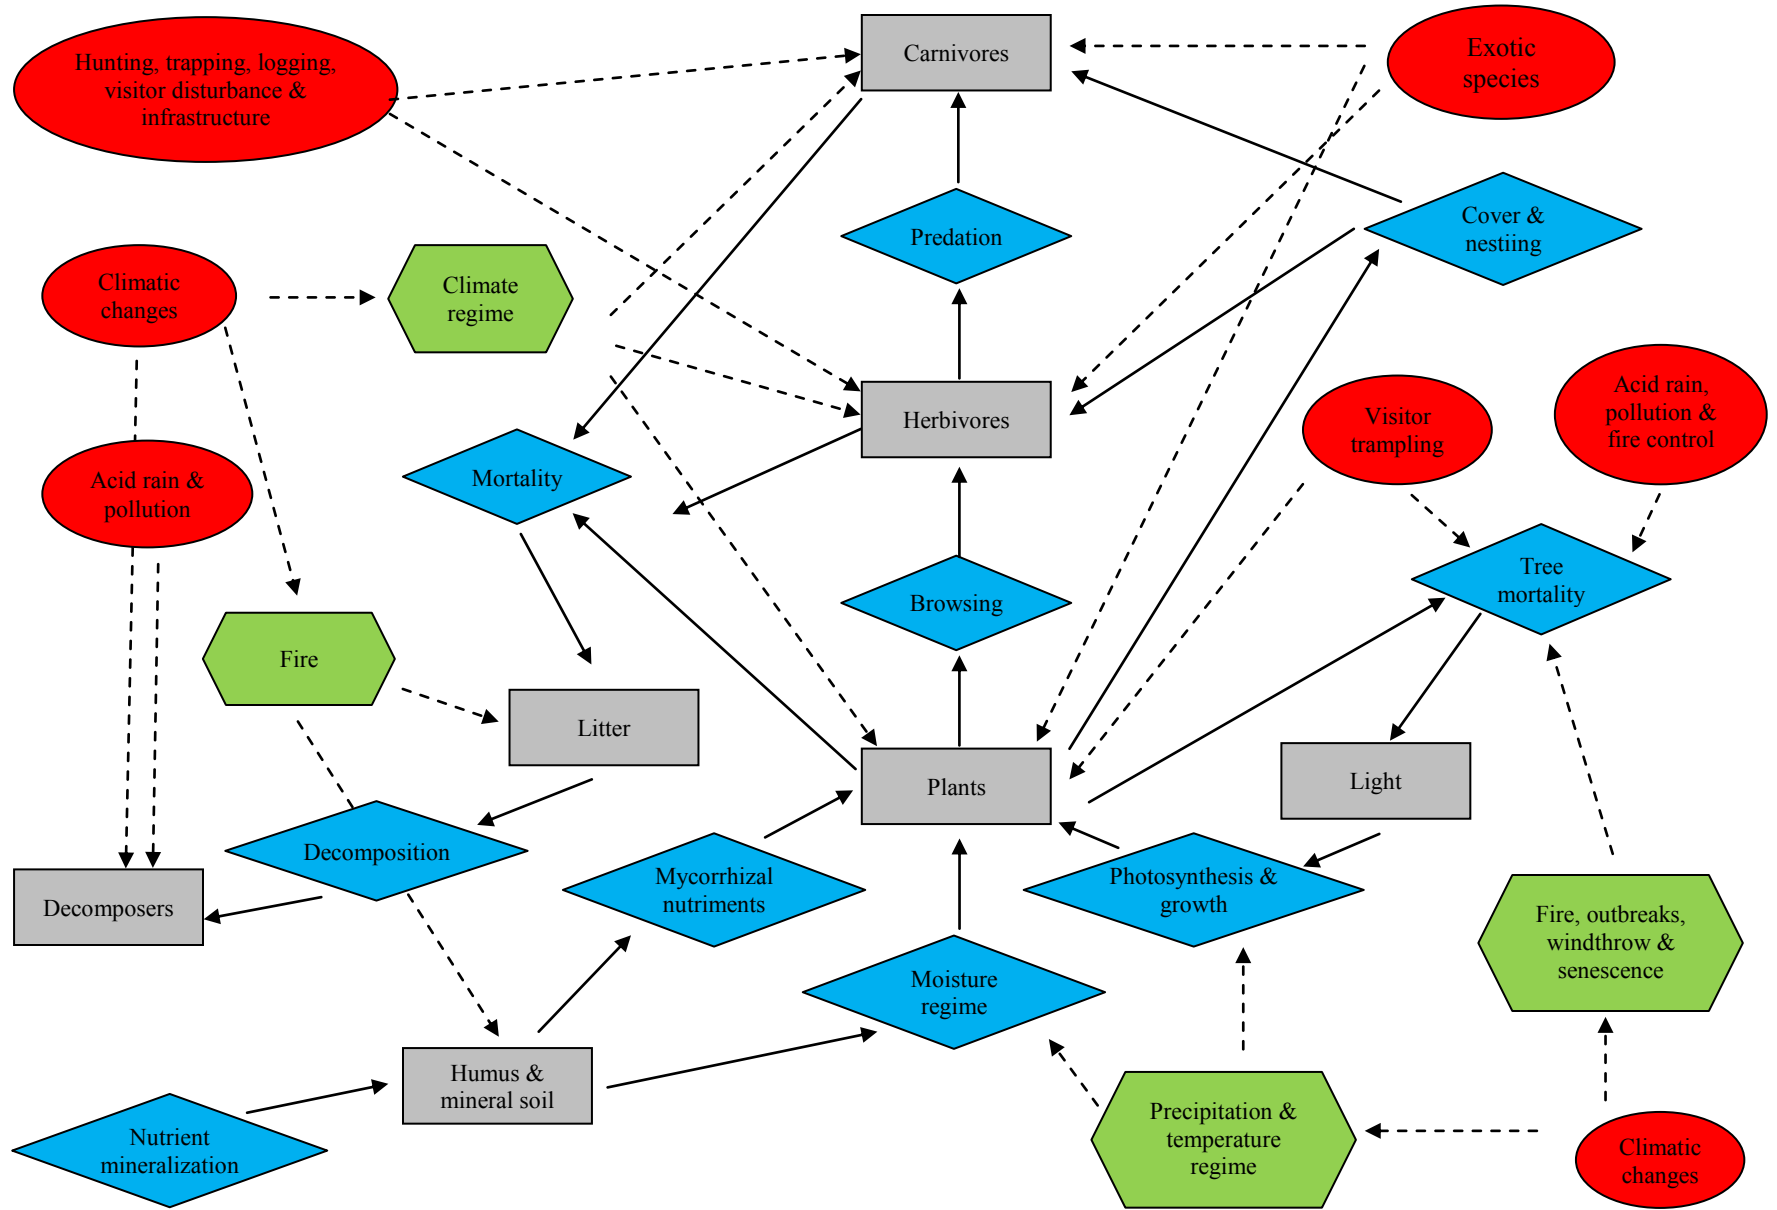 Hunting, trapping, logging,
visitor disturbance &
infrastructure
Carnivores
Exotic
species
Predation
Cover &
nestiing
Climatic
changes
Climate
regime
Herbivores
Visitor
trampling
Acid rain,
pollution &
fire control
Mortality
Acid rain &
pollution
Browsing
Tree
mortality
Fire
Litter
Plants
Light
Decomposition
Decomposers
Mycorrhizal
nutriments
Photosynthesis &
growth
Fire, outbreaks,
windthrow &
senescence
Moisture
regime
Humus &
mineral soil
Nutrient
mineralization
Precipitation &
temperature
regime
Climatic
changes